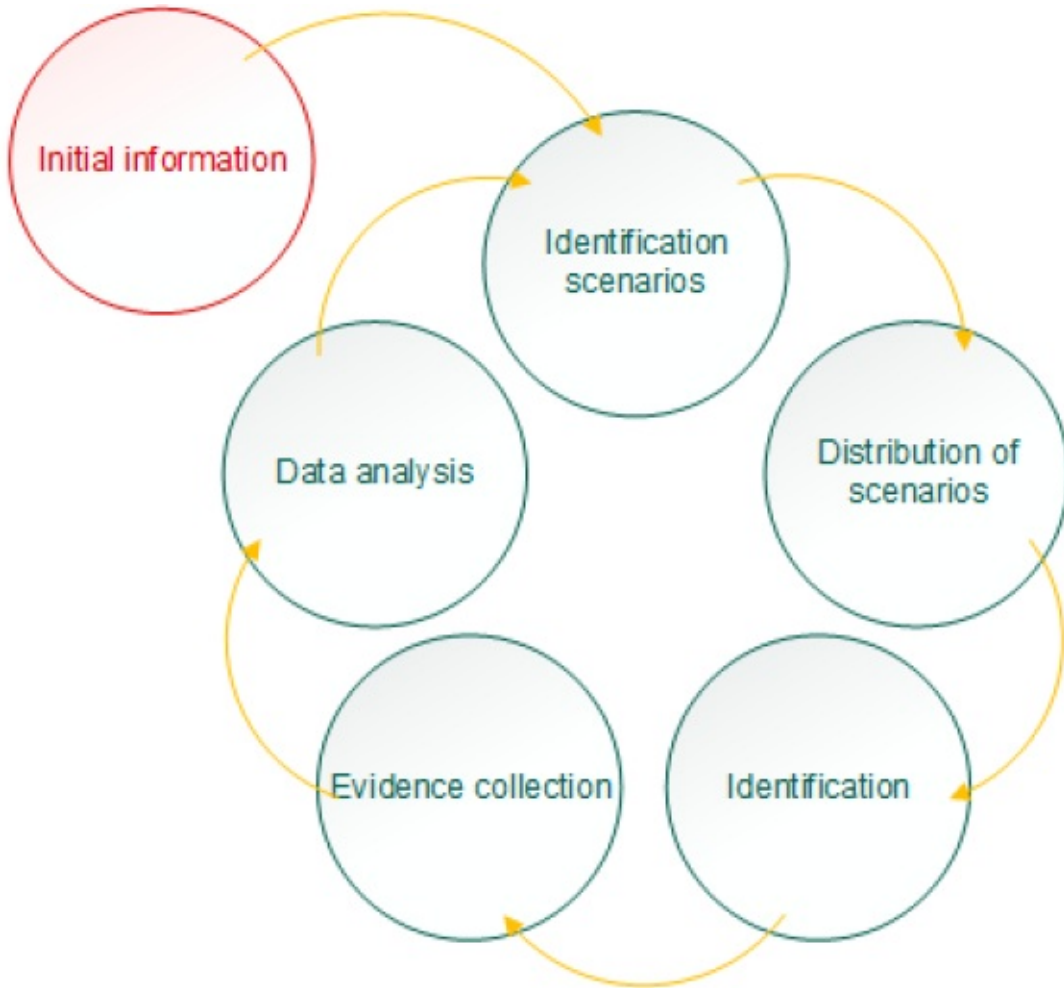 Initial information
Identification
scenarios
Distribution of
scenarios
Data analysis
Evidence collection
Identification